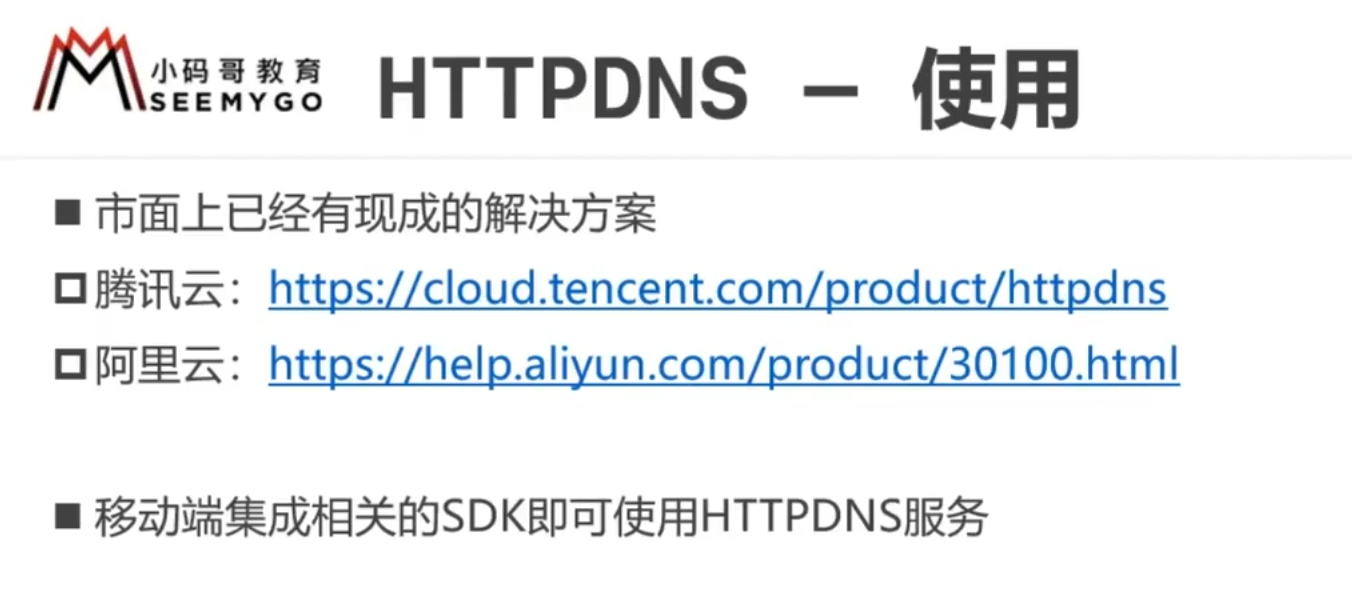 小码哥教育
SEEMYGO
HTTPDNS – 使用
■ 市面上已经有现成的解决方案
腾讯云：https://cloud.tencent.com/product/httpdns
阿里云：https://help.aliyun.com/product/30100.html
■ 移动端集成相关的SDK即可使用HTTPDNS服务